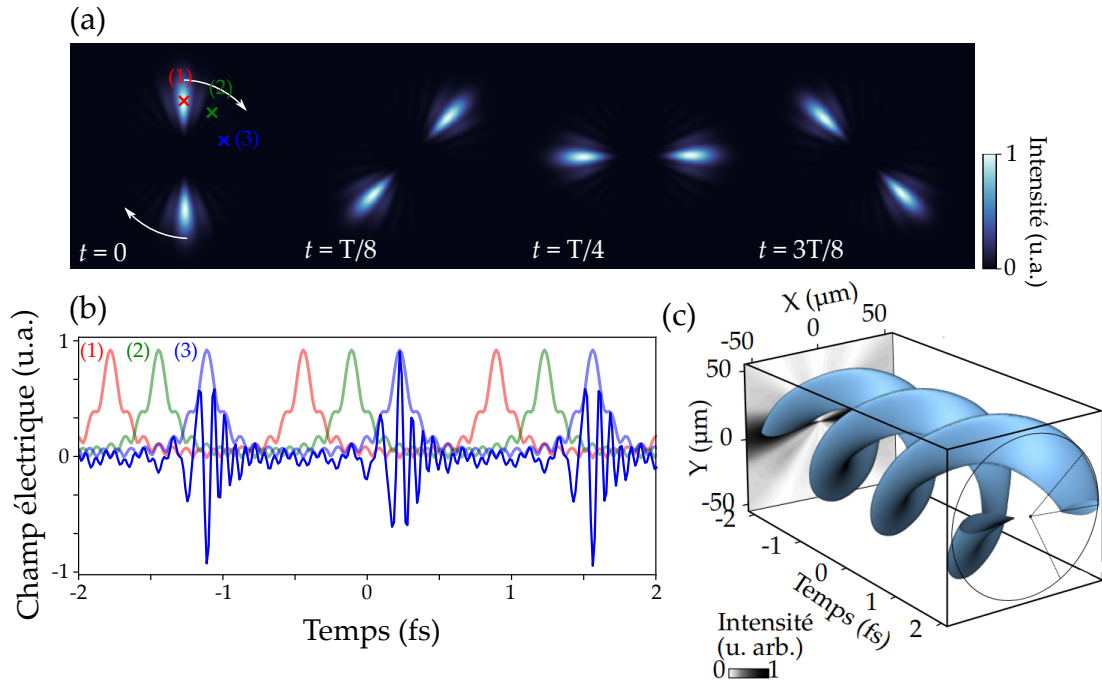 (a)
(1)
(2)
(3)
t = 0
t = T/8
t = T/4
t = 3T/8
1
0
Intensité (u.a.)
(b)
(1)
(2)
(3)
1
0
-1
Champ électrique (u.a.)
-2
-1
0
1
2
Temps (fs)
(c)
X (μm)
-50
0
50
50
0
-50
Y (μm)
-2
-1
0
1
2
Temps (fs)
Intensité
(u. arb.)
0
1